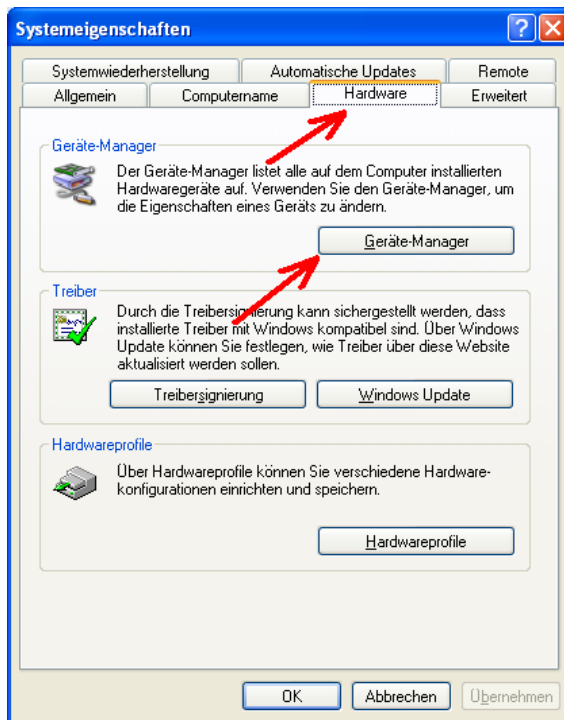 Systemeigenschaften
Systemwiederherstellung Automatische Updates Remote
Allgemein Computername Hardware Erweitert
Geräte-Manager
Der Geräte-Manager listet alle auf dem Computer installierten
Hardwaregeräte auf. Verwenden Sie den Geräte-Manager, um
die Eigenschaften eines Geräts zu ändern.
Geräte-Manager
Treiber
Durch die Treibersignierung kann sichergestellt werden, dass
installierte Treiber mit Windows kompatibel sind. Über Windows
Update können Sie festlegen, wie Treiber über diese Website
aktualisiert werden sollen.
Treibersignierung Windows Update
Hardwareprofile
Über Hardwareprofile können Sie verschiedene Hardware-
konfigurationen einrichten und speichern.
Hardwareprofile
OK Abbrechen Übernehmen